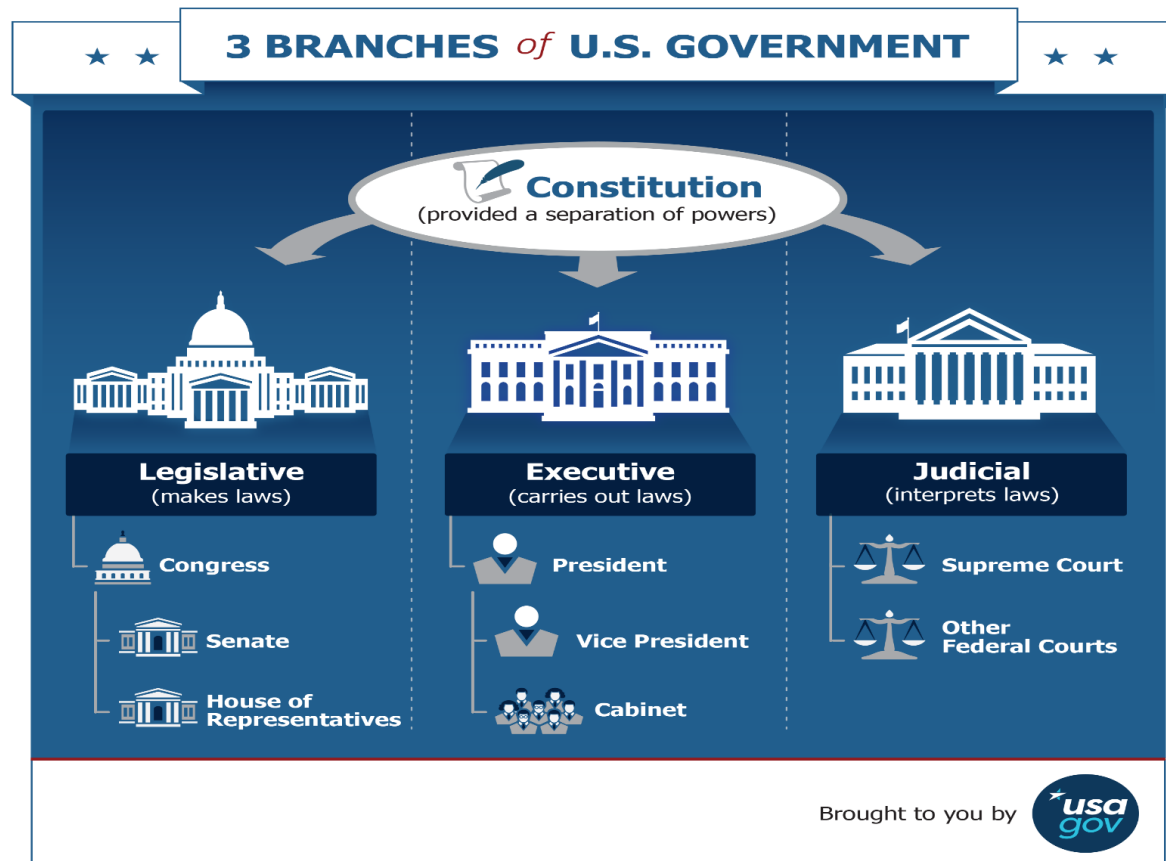 3 BRANCHES of U.S. GOVERNMENT
Constitution
(provided a separation of powers)
Legislative
(makes laws)
Congress
Senate
House of
Representatives
Executive
(carries out laws)
President
Vice President
Cabinet
Judicial
(interprets laws)
Supreme Court
Other
Federal Courts
Brought to you by
usa
gov